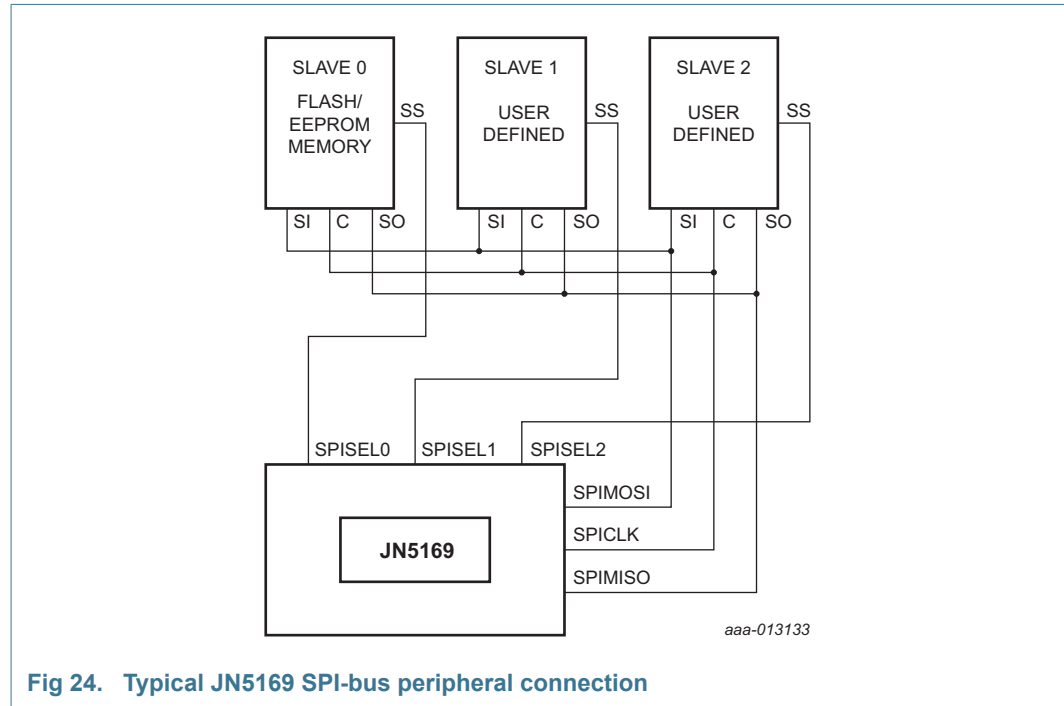 SLAVE 0
FLASH/
EEPROM
MEMORY
SS
SLAVE 1
USER
DEFINED
SS
SLAVE 2
USER
DEFINED
SS
SI C SO
SI C SO
SI C SO
SPISEL0 SPISEL1 SPISEL2
SPIMOSI
SPICLK
SPIMISO
JN5169
aaa-013133
Fig 24. Typical JN5169 SPI-bus peripheral connection